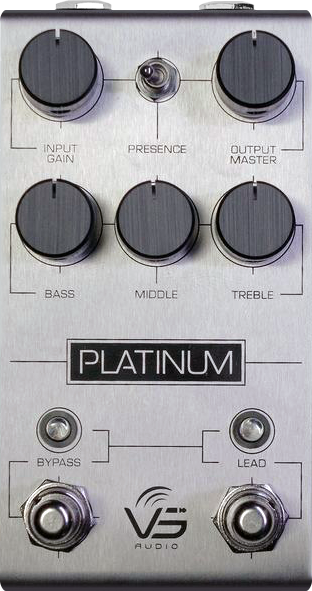 INPUT
GAIN
PRESENCE
OUTPUT
MASTER
BASS
MIDDLE
TREBLE
PLATINUM
BYPASS
LEAD
VS
AUDIO